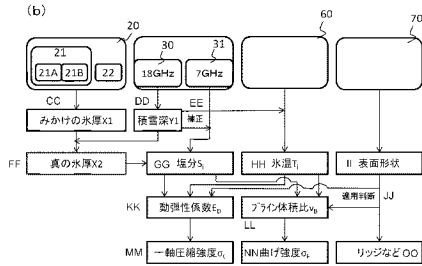 (b)
20
30
31
60
70
21
21A
21B
22
18GHz
7GHz
CC
DD
EE
みかけの氷厚X1
積雪深Y1
補正
FF
真の氷厚X2
GG 塩分Si
HH 氷温Ti
II 表面形状
適用判断
JJ
KK
動弾性係数ED
ブライン体積比νB
LL
MM
一軸圧縮強度σc
NN曲げ強度σF
リッジなどOO